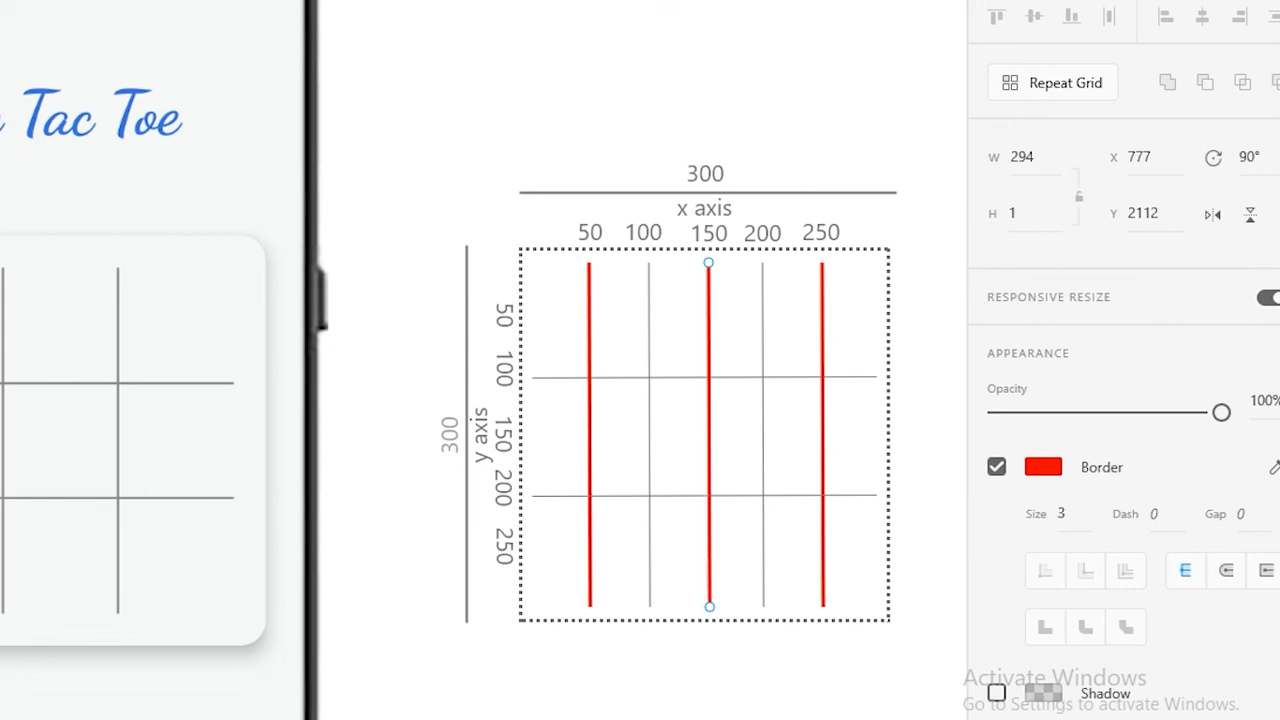 Tac Toe
300
x axis
50 100 150 200 250
300
y axis
50 100 150 200 250
Repeat Grid
W 294 X 777 90°
H 1 Y 2112
RESPONSIVE RESIZE
APPEARANCE
Opacity
100%
Border
Size 3 Dash 0 Gap 0
Shadow
Activate Windows
Go to Settings to activate Windows.